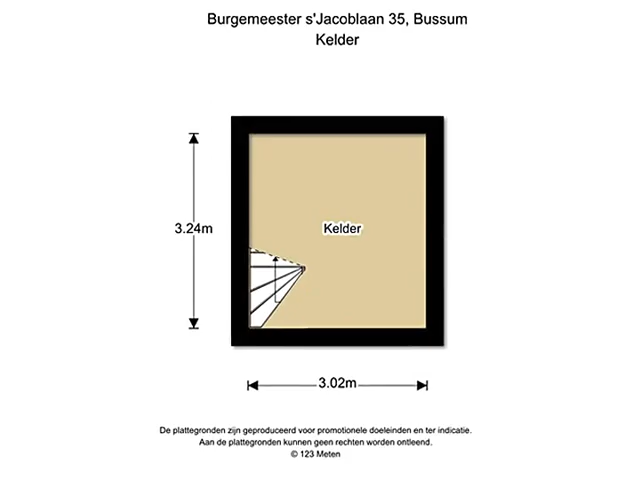 Burgemeester s'Jacoblaan 35, Bussum
Kelder
3.24m
Kelder
3.02m
De plattegronden zijn geproduceerd voor promotionele doeleinden en ter indicatie.
Aan de plattegronden kunnen geen rechten worden ontleend.
© 123 Meten